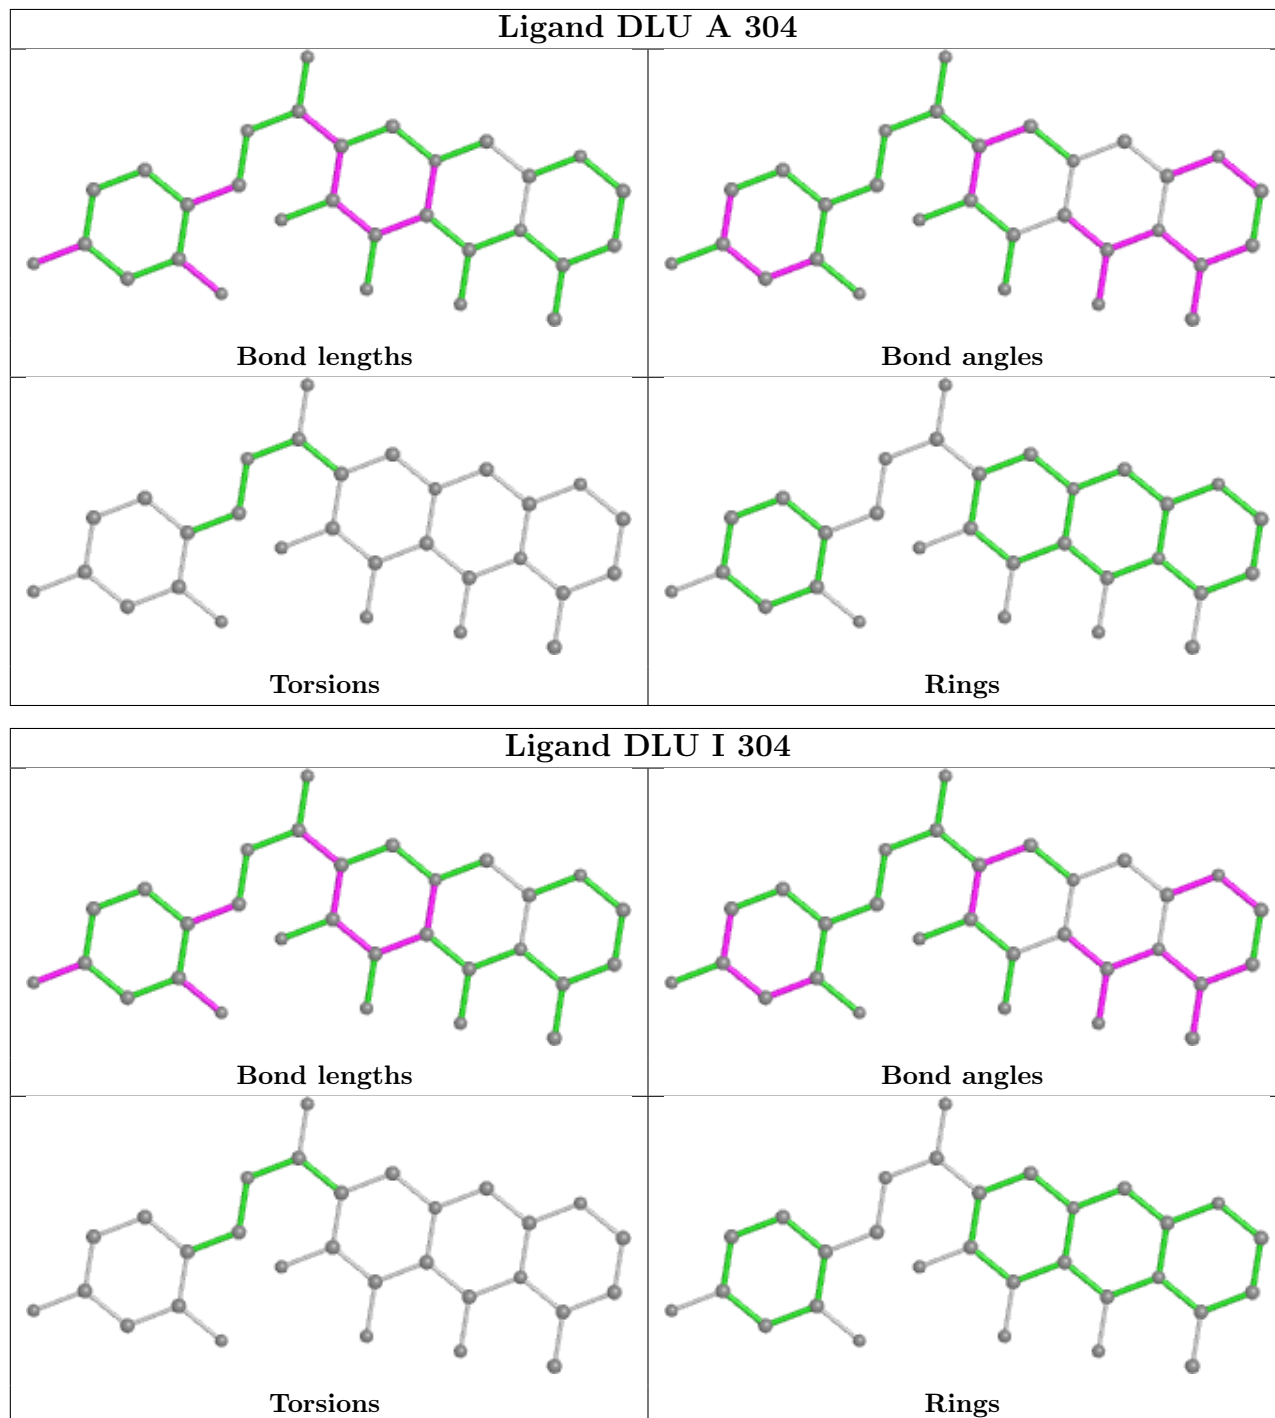 Ligand DLU A 304
Bond lengths
Bond angles
Torsions
Rings
Ligand DLU I 304
Bond lengths
Bond angles
Torsions
Rings